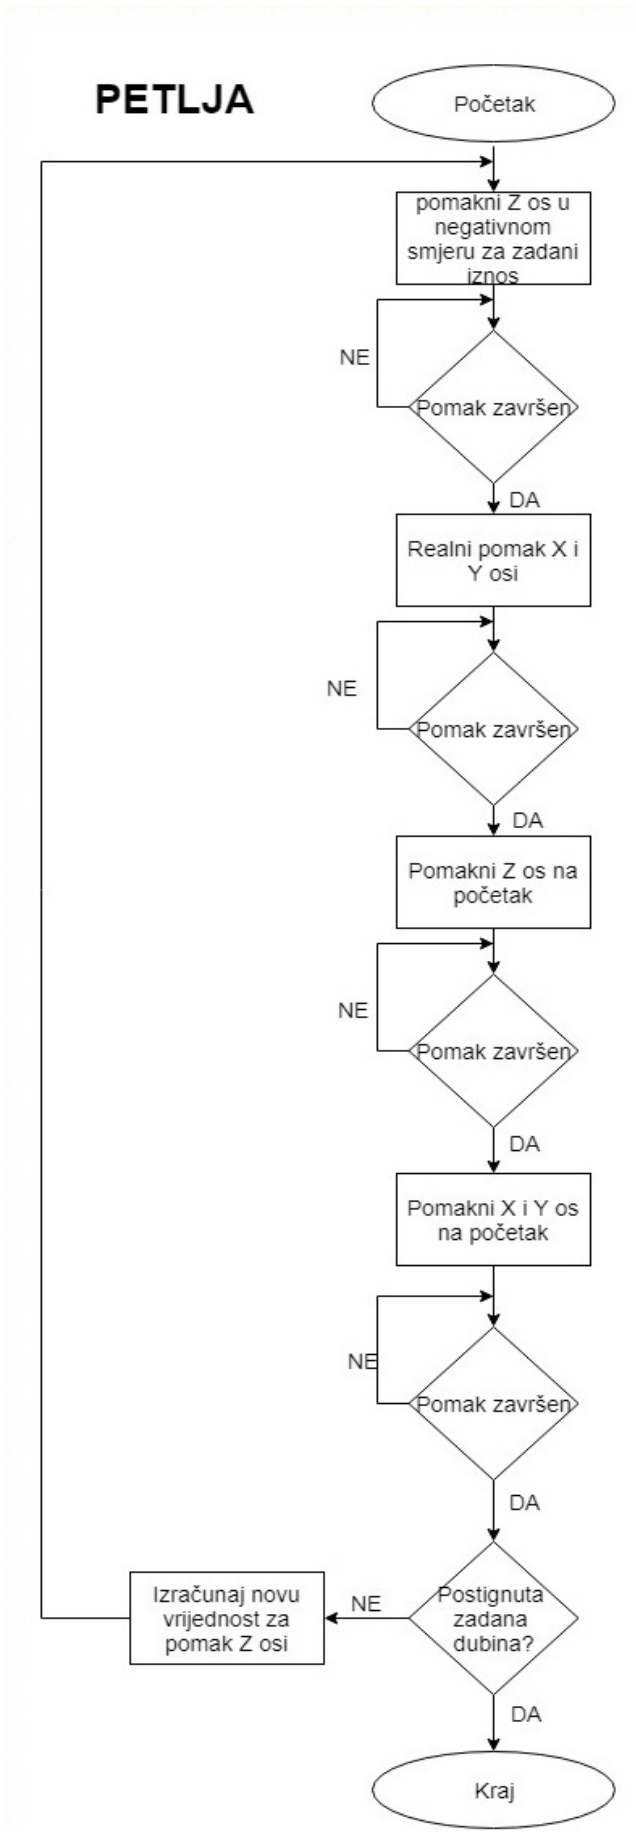 PETLJA
Početak
pomakni Z os u
negativnom
smjeru za zadani
iznos
NE
Pomak završen
DA
Realni pomak X i
Y osi
NE
Pomak završen
DA
Pomakni Z os na
početak
NE
Pomak završen
DA
Pomakni X i Y os
na početak
NE
Pomak završen
DA
Postignuta
zadana
dubina?
NE
Izračunaj novu
vrijednost za
pomak Z osi
DA
Kraj